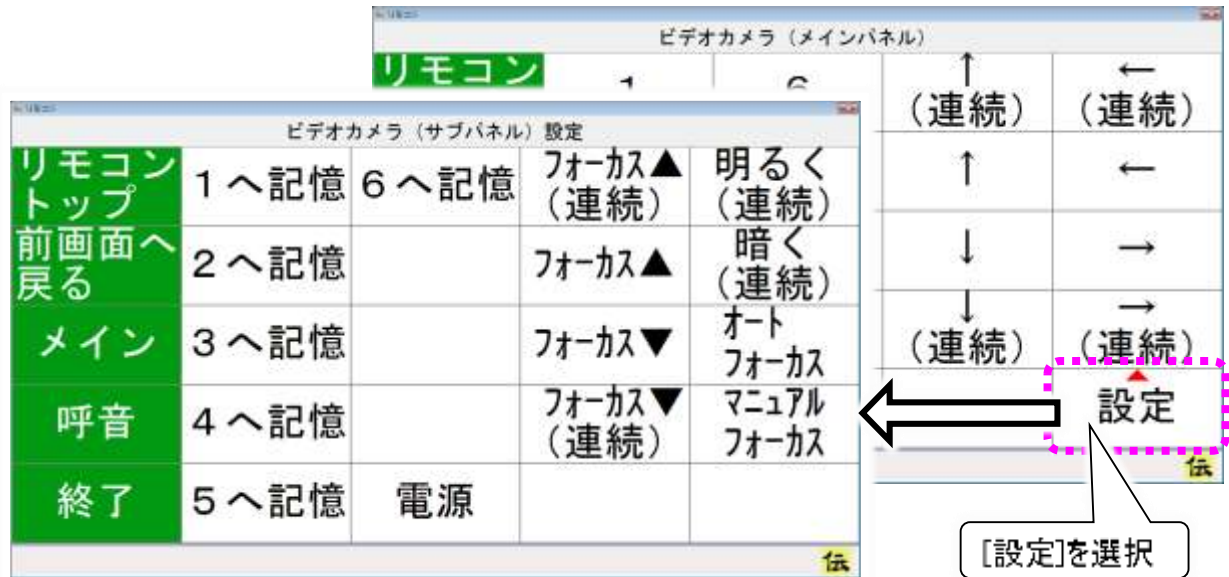 ビデオカメラ（メインパネル）
リモコン
↑
（連続）
←
（連続）
↑
←
↓
→
↓
（連続）
→
（連続）
設定
伝
[設定]を選択
ビデオカメラ（サブパネル）設定
リモコン
トップ
１へ記憶
６へ記憶
ﾌｫｰｶｽ▲
（連続）
明るく
（連続）
前画面へ
戻る
２へ記憶
ﾌｫｰｶｽ▲
暗く
（連続）
メイン
３へ記憶
ﾌｫｰｶｽ▼
ｵｰﾄ
ﾌｫｰｶｽ
呼音
４へ記憶
ﾌｫｰｶｽ▼
（連続）
ﾏﾆｭｱﾙ
ﾌｫｰｶｽ
終了
５へ記憶
電源
伝